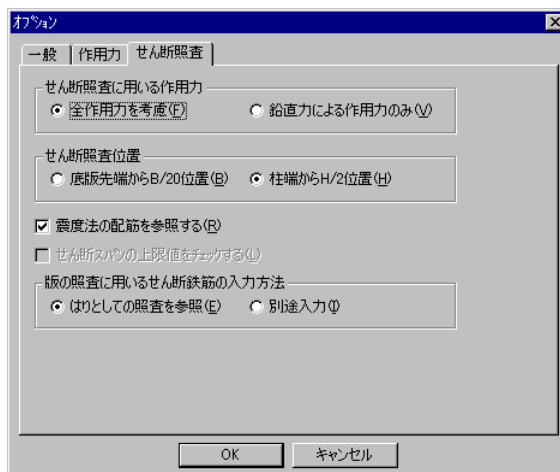 オプション
一般 作用力 せん断照査
せん断照査に用いる作用力
全作用力を考慮(F) 鉛直力による作用力のみ(V)
せん断照査位置
底版先端からB/20位置(B) 柱端からH/2位置(H)
震度法の配筋を参照する(R)
せん断スパンの上限値をチェックする(L)
版の照査に用いるせん断鉄筋の入力方法
はりとしての照査を参照(E) 別途入力(I)
OK キャンセル